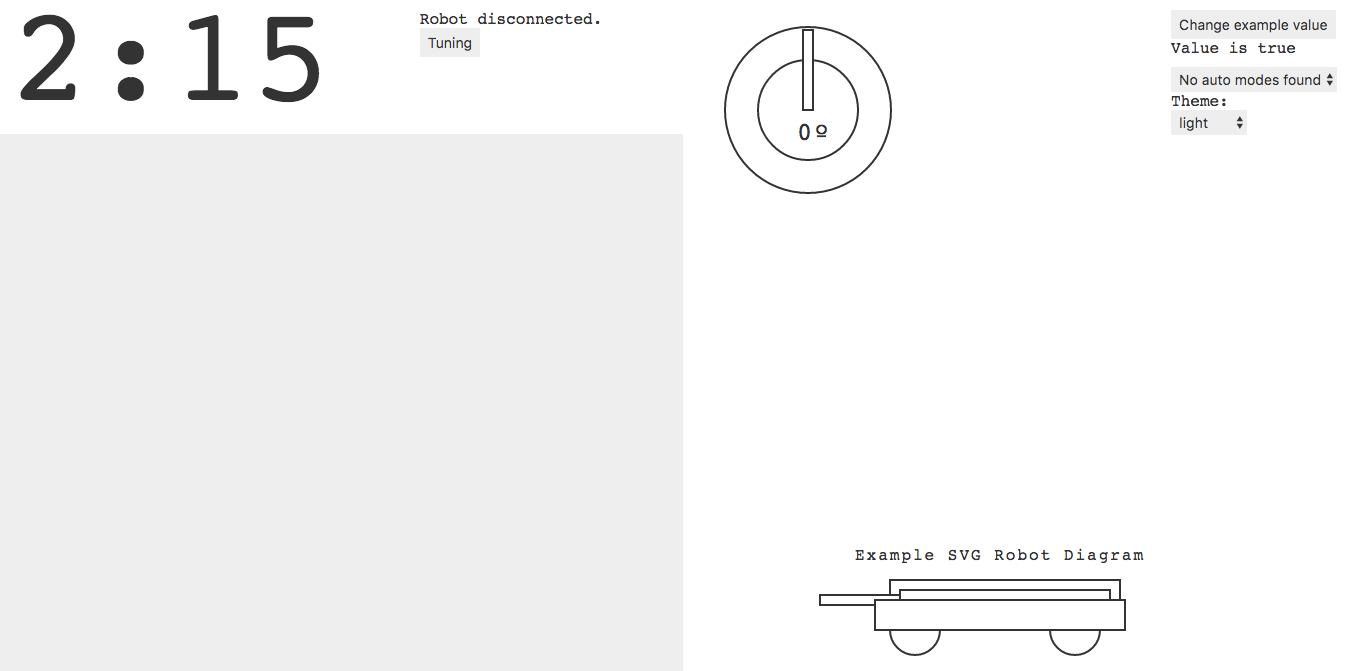 2:15
Robot disconnected.
Tuning
0º
Change example value
Value is true
No auto modes found
Theme:
light
Example SVG Robot Diagram